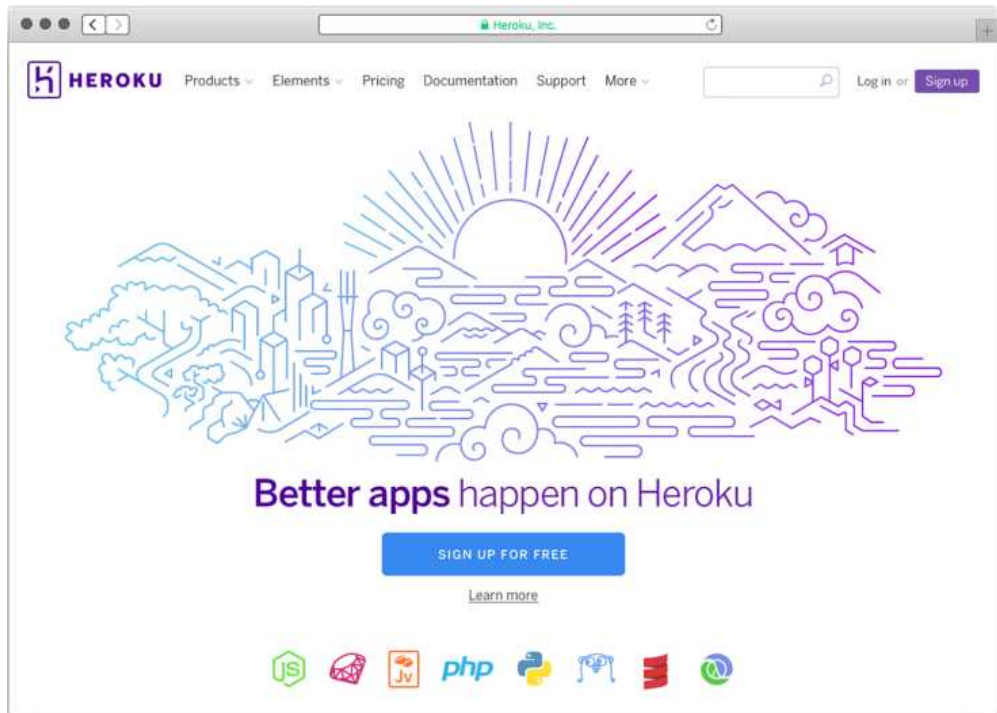 Heroku, Inc.
HEROKU Products Elements Pricing Documentation Support More Log in or Sign up
Better apps happen on Heroku
SIGN UP FOR FREE
Learn more
JS Jv php